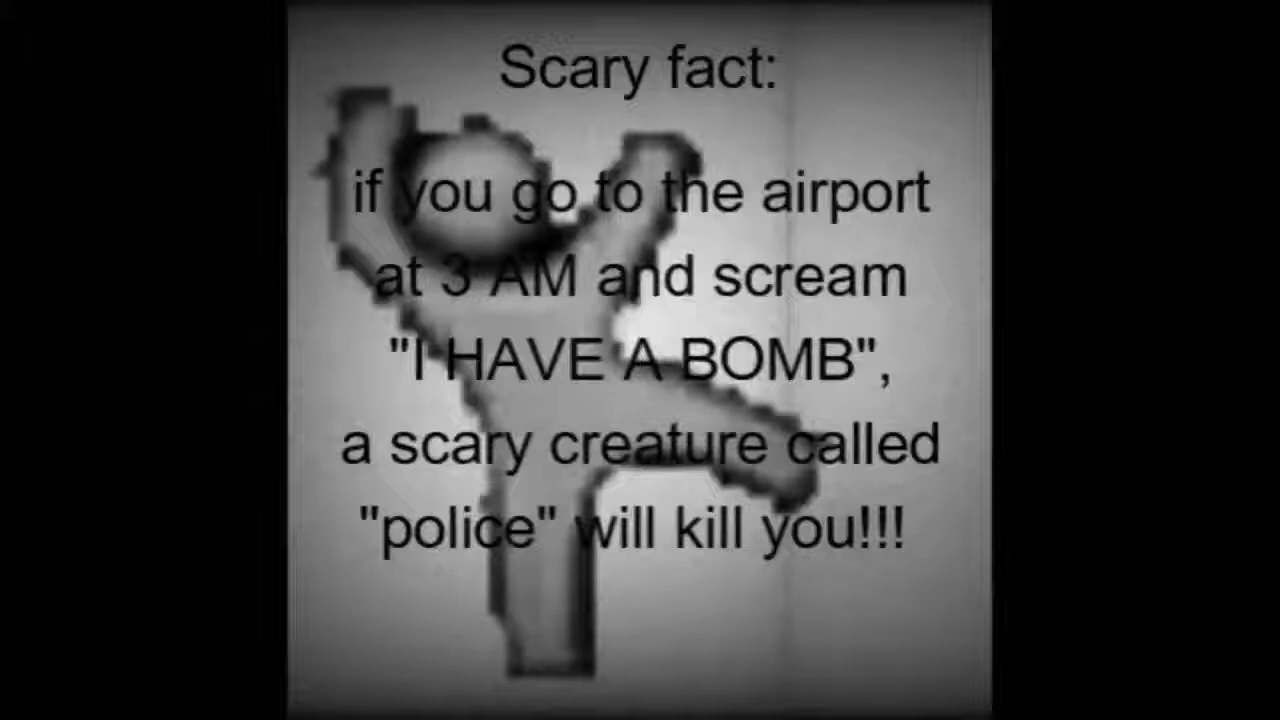 Scary fact:
if you go to the airport
at 3 AM and scream
"I HAVE A BOMB",
a scary creature called
"police" will kill you!!!